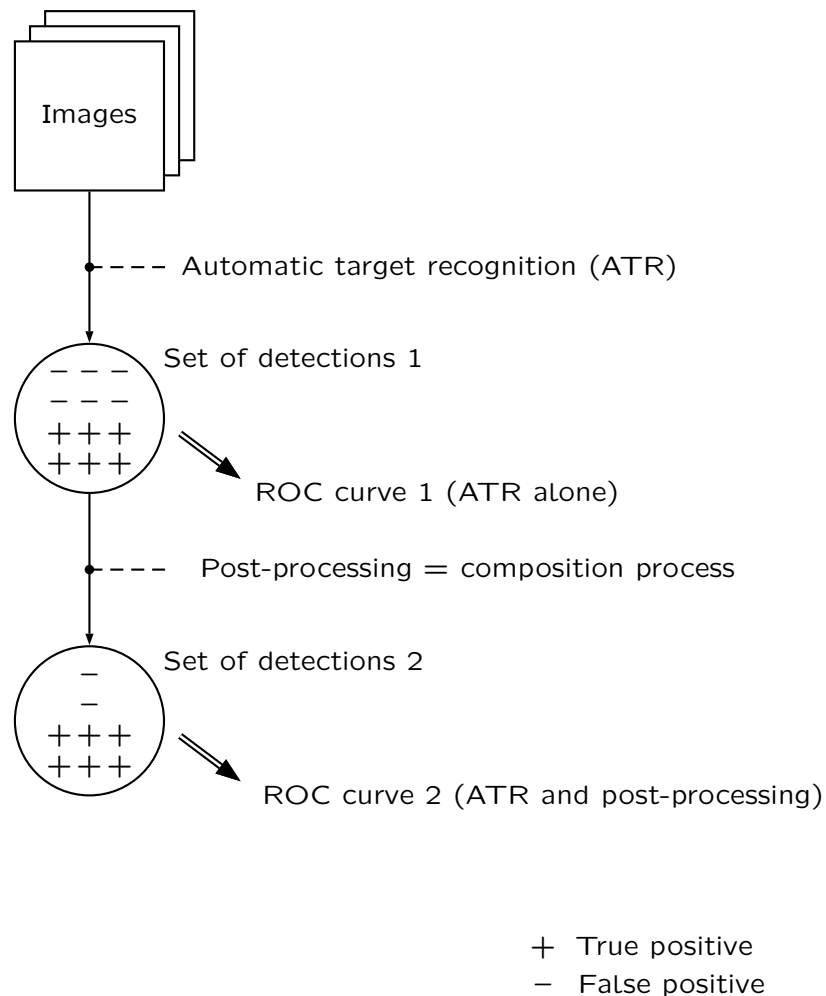 Images
Automatic target recognition (ATR)
Set of detections 1
− − −
− − −
+ + +
+ + +
ROC curve 1 (ATR alone)
Post-processing = composition process
Set of detections 2
−
−
+ + +
+ + +
ROC curve 2 (ATR and post-processing)
+ True positive
− False positive